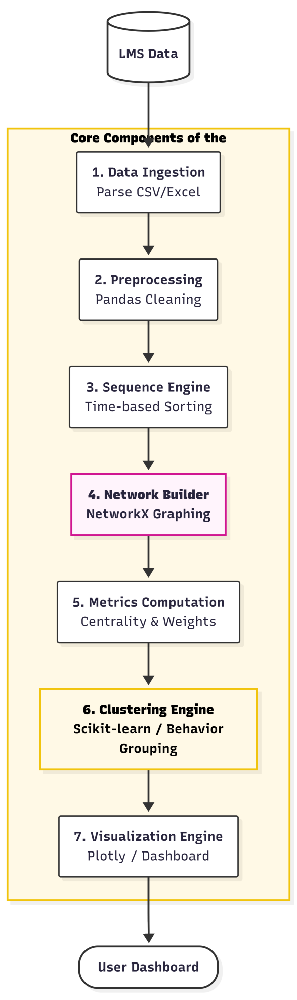 LMS Data
Core Components of the
1. Data Ingestion
Parse CSV/Excel
2. Preprocessing
Pandas Cleaning
3. Sequence Engine
Time-based Sorting
4. Network Builder
NetworkX Graphing
5. Metrics Computation
Centrality & Weights
6. Clustering Engine
Scikit-learn / Behavior
Grouping
7. Visualization Engine
Plotly / Dashboard
User Dashboard